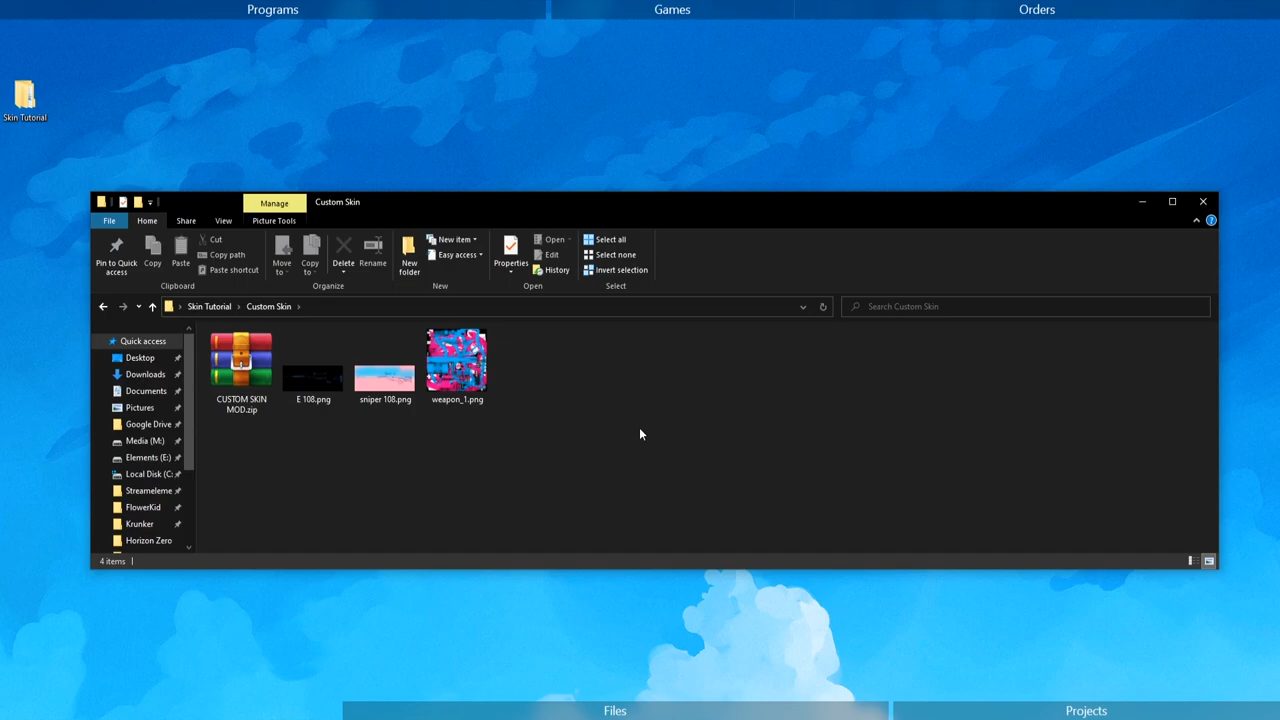 Programs
Games
Orders
Skin Tutorial
Manage
Custom Skin
File
Home
Share
View
Picture Tools
Pin to Quick
access
Copy
Paste
Cut
Copy path
Paste shortcut
Move
to
Copy
to
Delete
Rename
New
folder
New item
Easy access
Properties
Open
Edit
History
Select all
Select none
Invert selection
Clipboard
Organize
New
Open
Select
Skin Tutorial
Custom Skin
Search Custom Skin
Quick access
Desktop
Downloads
Documents
Pictures
Google Drive
Media (M:)
Elements (E:)
Local Disk (C:
Streameleme
FlowerKid
Krunker
Horizon Zero
CUSTOM SKIN
MOD.zip
E 108.png
sniper 108.png
weapon_1.png
4 items
Files
Projects